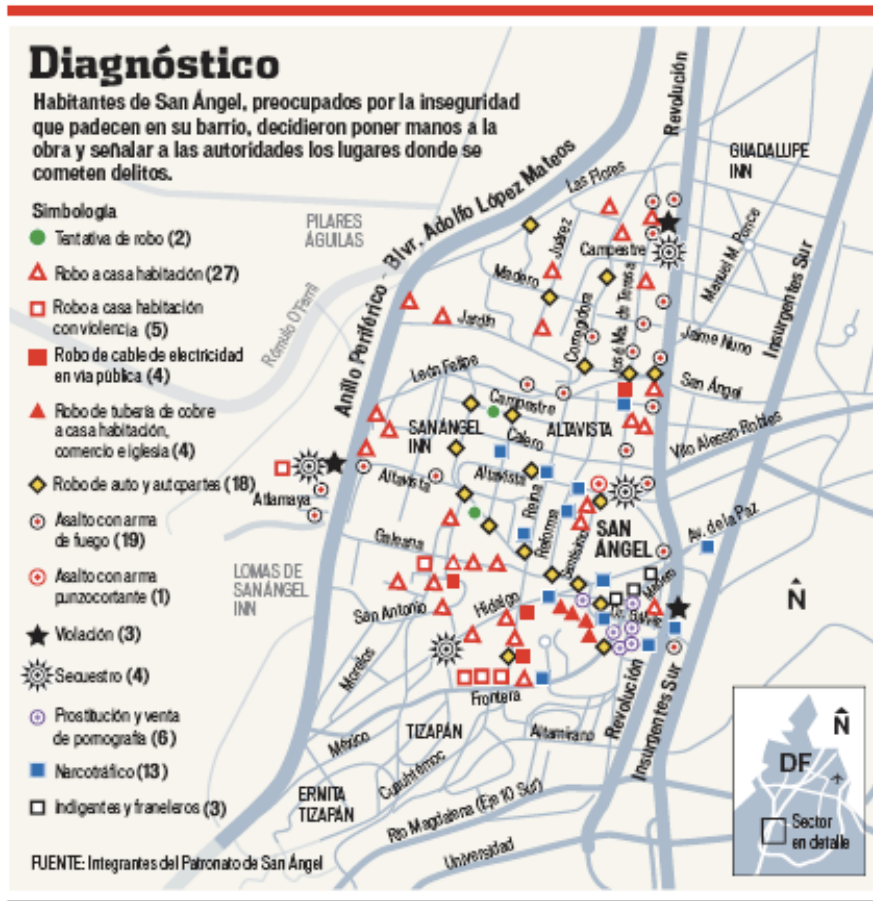 Diagnóstico
Habitantes de San Ángel, preocupados por la inseguridad
que padecen en su barrio, decidieron poner manos a la
obra y señalar a las autoridades los lugares donde se
cometen delitos.
Simbología
Tentativa de robo (2)
Robo a casa habitación (27)
Robo a casa habitación
con violencia (5)
Robo de cable de electricidad
en vía pública (4)
Robo de tubería de cobre
a casa habitación,
comercio e iglesia (4)
Robo de auto y autopartes (18)
Asalto con arma
de fuego (19)
Asalto con arma
punzocortante (1)
Violación (3)
Secuestro (4)
Prostitución y venta
de pornografía (6)
Narcotráfico (13)
Indigentes y franeleros (3)
FUENTE: Integrantes del Patronato de San Ángel
PILARES
ÁGUILAS
Rómulo O'Farril
Anillo Periférico - Blvr. Adolfo López Mateos
Las Flores
Revolución
GUADALUPE
INN
Juárez
Campestre
Madero
Corregidora
José Ma. de Teresa
Manuel M. Ponce
Insurgentes Sur
Jardín
Jaime Nuno
León Felipe
San Ángel
Campestre
SAN ÁNGEL
INN
Calero
ALTAVISTA
Vito Alessio Robles
Altavista
Altavista
Atlamaya
Reina
Reforma
Santísimo
SAN
ÁNGEL
Av. de la Paz
Galeana
LOMAS DE
SAN ÁNGEL
INN
San Antonio
Hidalgo
Morelos
Frontera
Revolución
Insurgentes Sur
TIZAPÁN
Altamirano
México
Cuauhtémoc
ERNITA
TIZAPÁN
Río Magdalena (Eje 10 Sur)
Universidad
N
N
DF
Sector
en detalle